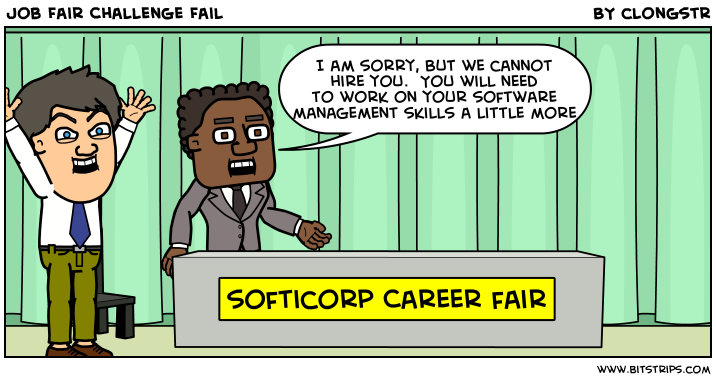 JOB FAIR CHALLENGE FAIL
BY CLONGSTR
I AM SORRY, BUT WE CANNOT
HIRE YOU. YOU WILL NEED
TO WORK ON YOUR SOFTWARE
MANAGEMENT SKILLS A LITTLE MORE
SOFTICORP CAREER FAIR
WWW.BITSTRIPS.COM